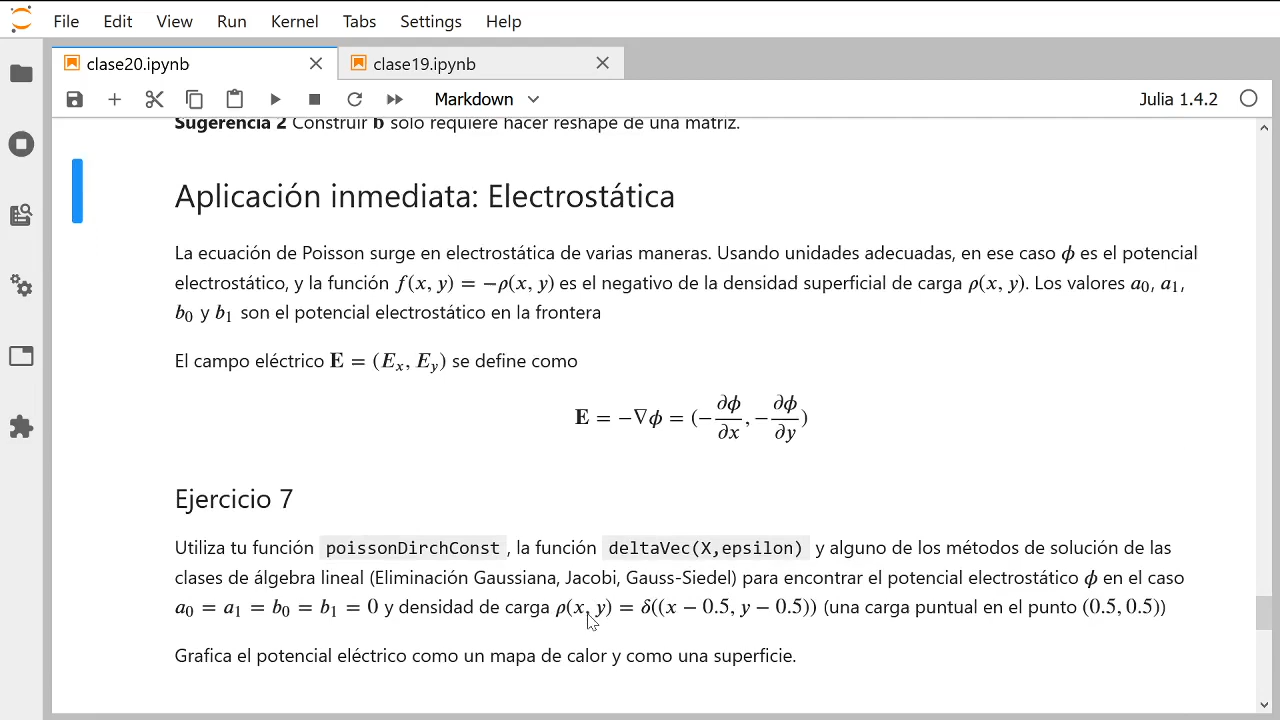 File Edit View Run Kernel Tabs Settings Help
clase20.ipynb clase19.ipynb
Markdown Julia 1.4.2
Sugerencia 2 Construir b solo requiere hacer reshape de una matriz.
Aplicación inmediata: Electrostática
La ecuación de Poisson surge en electrostática de varias maneras. Usando unidades adecuadas, en ese caso ϕ es el potencial
electrostático, y la función f(x, y) = −ρ(x, y) es el negativo de la densidad superficial de carga ρ(x, y). Los valores a₀, a₁,
b₀ y b₁ son el potencial electrostático en la frontera
El campo eléctrico E = (Eₓ, E_y) se define como
E = −∇ϕ = (−∂ϕ/∂x, −∂ϕ/∂y)
Ejercicio 7
Utiliza tu función poissonDirchConst , la función deltaVec(X,epsilon) y alguno de los métodos de solución de las
clases de álgebra lineal (Eliminación Gaussiana, Jacobi, Gauss-Siedel) para encontrar el potencial electrostático ϕ en el caso
a₀ = a₁ = b₀ = b₁ = 0 y densidad de carga ρ(x, y) = δ((x − 0.5, y − 0.5)) (una carga puntual en el punto (0.5, 0.5))
Grafica el potencial eléctrico como un mapa de calor y como una superficie.